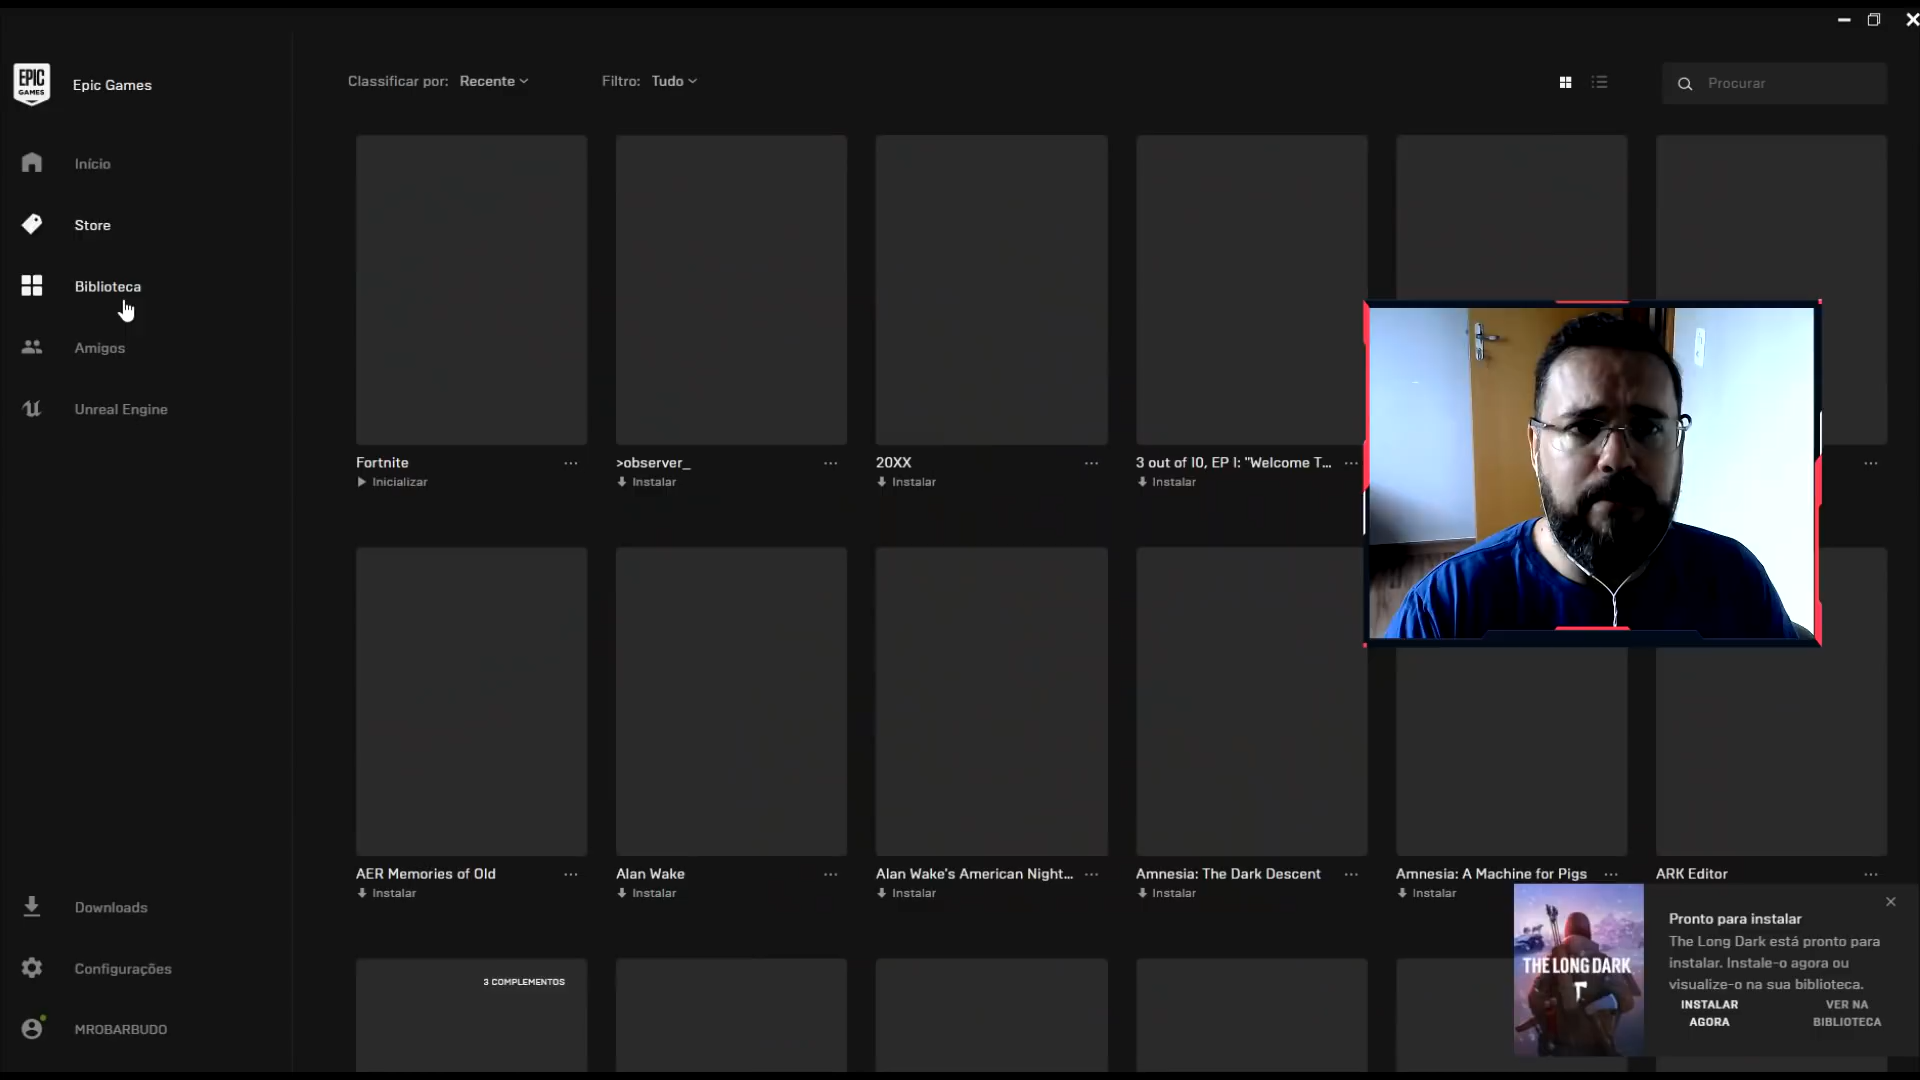 EPIC GAMES
Epic Games
Início
Store
Biblioteca
Amigos
Unreal Engine
Downloads
Configurações
MROBARBUDO
Classificar por: Recente
Filtro: Tudo
Procurar
Fortnite
Inicializar
>observer_
Instalar
20XX
Instalar
3 out of 10, EP 1: "Welcome T...
Instalar
AER Memories of Old
Instalar
Alan Wake
Instalar
Alan Wake's American Night...
Instalar
Amnesia: The Dark Descent
Instalar
Amnesia: A Machine for Pigs
Instalar
ARK Editor
3 COMPLEMENTOS
THE LONG DARK
Pronto para instalar
The Long Dark está pronto para
instalar. Instale-o agora ou
visualize-o na sua biblioteca.
INSTALAR
AGORA
VER NA
BIBLIOTECA